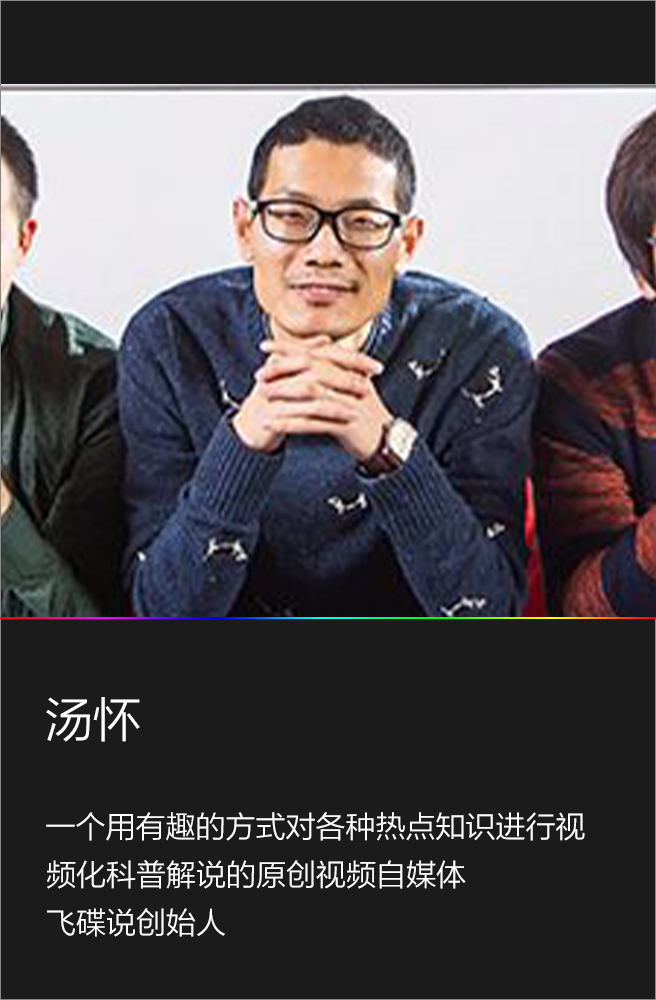 汤怀
一个用有趣的方式对各种热点知识进行视
频化科普解说的原创视频自媒体
飞碟说创始人